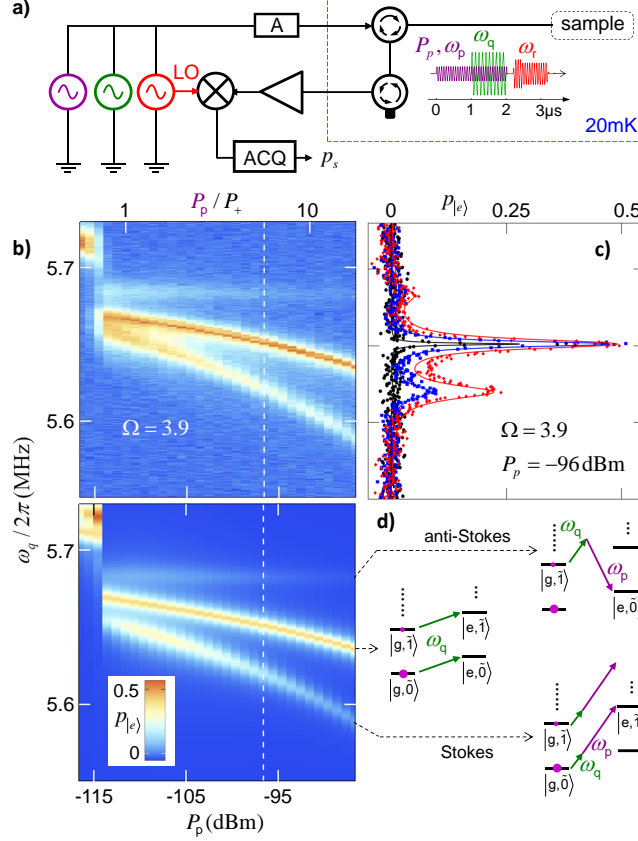 a)
A
sample
LO
P_p, ω_p
ω_q
ω_r
0 1 2 3μs
20mK
ACQ
p_s
P_p / P_+
1 10
b)
5.7
5.6
Ω = 3.9
p_|e⟩
0 0.25 0.5
c)
Ω = 3.9
P_p = −96 dBm
ω_q / 2π (MHz)
5.7
5.6
0.5
p_|e⟩
0
-115 -105 -95
P_p (dBm)
d)
anti-Stokes
ω_q
ω_p
|g,1̃⟩
|e,0̃⟩
|g,1̃⟩
ω_q
|e,1̃⟩
|g,0̃⟩
|e,0̃⟩
Stokes
|g,1̃⟩
|e,1̃⟩
ω_p
|g,0̃⟩
ω_q